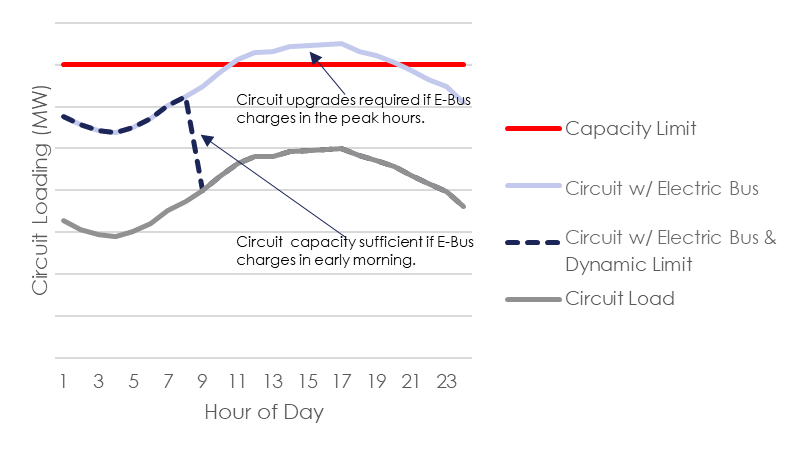 Circuit Loading (MW)
Circuit upgrades required if E-Bus
charges in the peak hours.
Circuit capacity sufficient if E-Bus
charges in early morning.
1 3 5 7 9 11 13 15 17 19 21 23
Hour of Day
Capacity Limit
Circuit w/ Electric Bus
Circuit w/ Electric Bus &
Dynamic Limit
Circuit Load